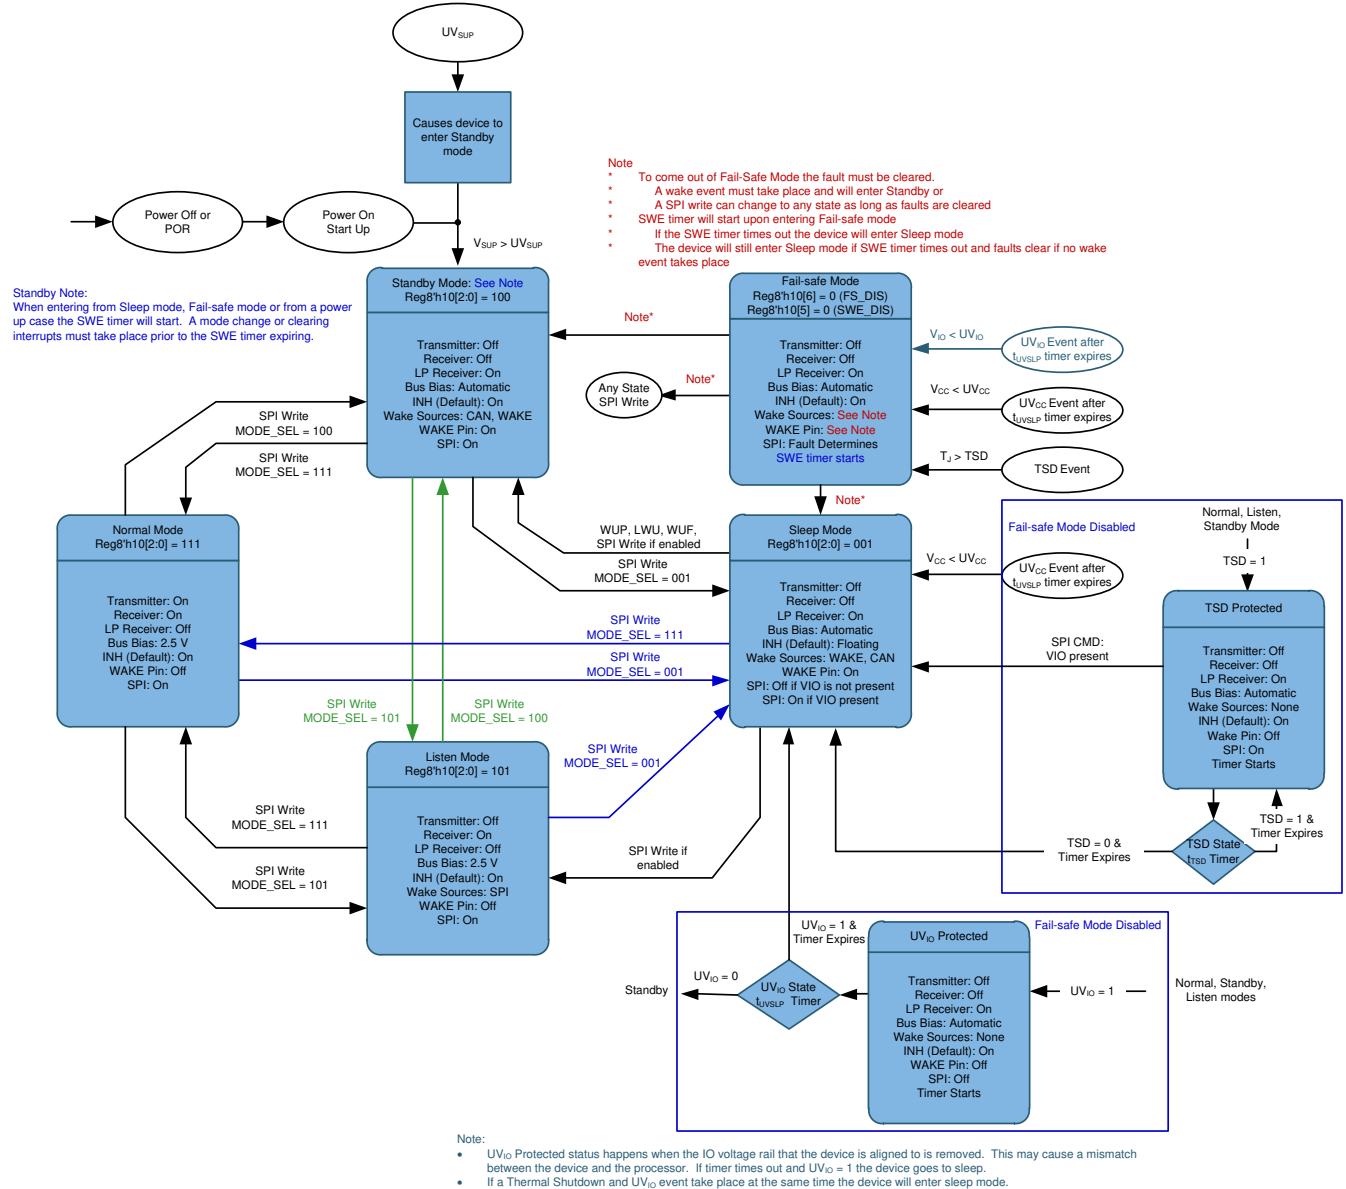 UVSUP
Causes device to
enter Standby
mode
Power Off or
POR
Power On
Start Up
VSUP > UVSUP
Note
* To come out of Fail-Safe Mode the fault must be cleared.
* A wake event must take place and will enter Standby or
* A SPI write can change to any state as long as faults are cleared
* SWE timer will start upon entering Fail-safe mode
* If the SWE timer times out the device will enter Sleep mode
* The device will still enter Sleep mode if SWE timer times out and faults clear if no wake
event takes place
Standby Note:
When entering from Sleep mode, Fail-safe mode or from a power
up case the SWE timer will start. A mode change or clearing
interrupts must take place prior to the SWE timer expiring.
Standby Mode: See Note
Reg8'h10[2:0] = 100
Transmitter: Off
Receiver: Off
LP Receiver: On
Bus Bias: Automatic
INH (Default): On
Wake Sources: CAN, WAKE
WAKE Pin: On
SPI: On
Note*
Any State
SPI Write
Note*
Fail-safe Mode
Reg8'h10[6] = 0 (FS_DIS)
Reg8'h10[5] = 0 (SWE_DIS)
Transmitter: Off
Receiver: Off
LP Receiver: On
Bus Bias: Automatic
INH (Default): On
Wake Sources: See Note
WAKE Pin: See Note
SPI: Fault Determines
SWE timer starts
VIO < UVIO
UVIO Event after
tUVSLP timer expires
VCC < UVCC
UVCC Event after
tUVSLP timer expires
TJ > TSD
TSD Event
Note*
SPI Write
MODE_SEL = 100
SPI Write
MODE_SEL = 111
Normal Mode
Reg8'h10[2:0] = 111
Transmitter: On
Receiver: On
LP Receiver: Off
Bus Bias: 2.5 V
INH (Default): On
WAKE Pin: Off
SPI: On
WUP, LWU, WUF,
SPI Write if enabled
SPI Write
MODE_SEL = 001
SPI Write
MODE_SEL = 111
SPI Write
MODE_SEL = 001
SPI Write
MODE_SEL = 101
SPI Write
MODE_SEL = 100
SPI Write
MODE_SEL = 001
Sleep Mode
Reg8'h10[2:0] = 001
Transmitter: Off
Receiver: Off
LP Receiver: On
Bus Bias: Automatic
INH (Default): Floating
Wake Sources: WAKE, CAN
WAKE Pin: On
SPI: Off if VIO is not present
SPI: On if VIO present
Fail-safe Mode Disabled
VCC < UVCC
UVCC Event after
tUVSLP timer expires
Normal, Listen,
Standby Mode
TSD = 1
TSD Protected
Transmitter: Off
Receiver: Off
LP Receiver: On
Bus Bias: Automatic
Wake Sources: None
INH (Default): On
Wake Pin: Off
SPI: On
Timer Starts
SPI CMD:
VIO present
TSD = 1 &
Timer Expires
TSD State
tTSD Timer
TSD = 0 &
Timer Expires
Listen Mode
Reg8'h10[2:0] = 101
Transmitter: Off
Receiver: On
LP Receiver: Off
Bus Bias: 2.5 V
INH (Default): On
Wake Sources: SPI
WAKE Pin: Off
SPI: On
SPI Write
MODE_SEL = 111
SPI Write
MODE_SEL = 101
SPI Write if
enabled
UVIO = 1 &
Timer Expires
Fail-safe Mode Disabled
UVIO Protected
Transmitter: Off
Receiver: Off
LP Receiver: On
Bus Bias: Automatic
Wake Sources: None
INH (Default): On
WAKE Pin: Off
SPI: Off
Timer Starts
Standby
UVIO = 0
UVIO State
tUVSLP Timer
UVIO = 1
Normal, Standby,
Listen modes
Note:
• UVIO Protected status happens when the IO voltage rail that the device is aligned to is removed. This may cause a mismatch
between the device and the processor. If timer times out and UVIO = 1 the device goes to sleep.
• If a Thermal Shutdown and UVIO event take place at the same time the device will enter sleep mode.